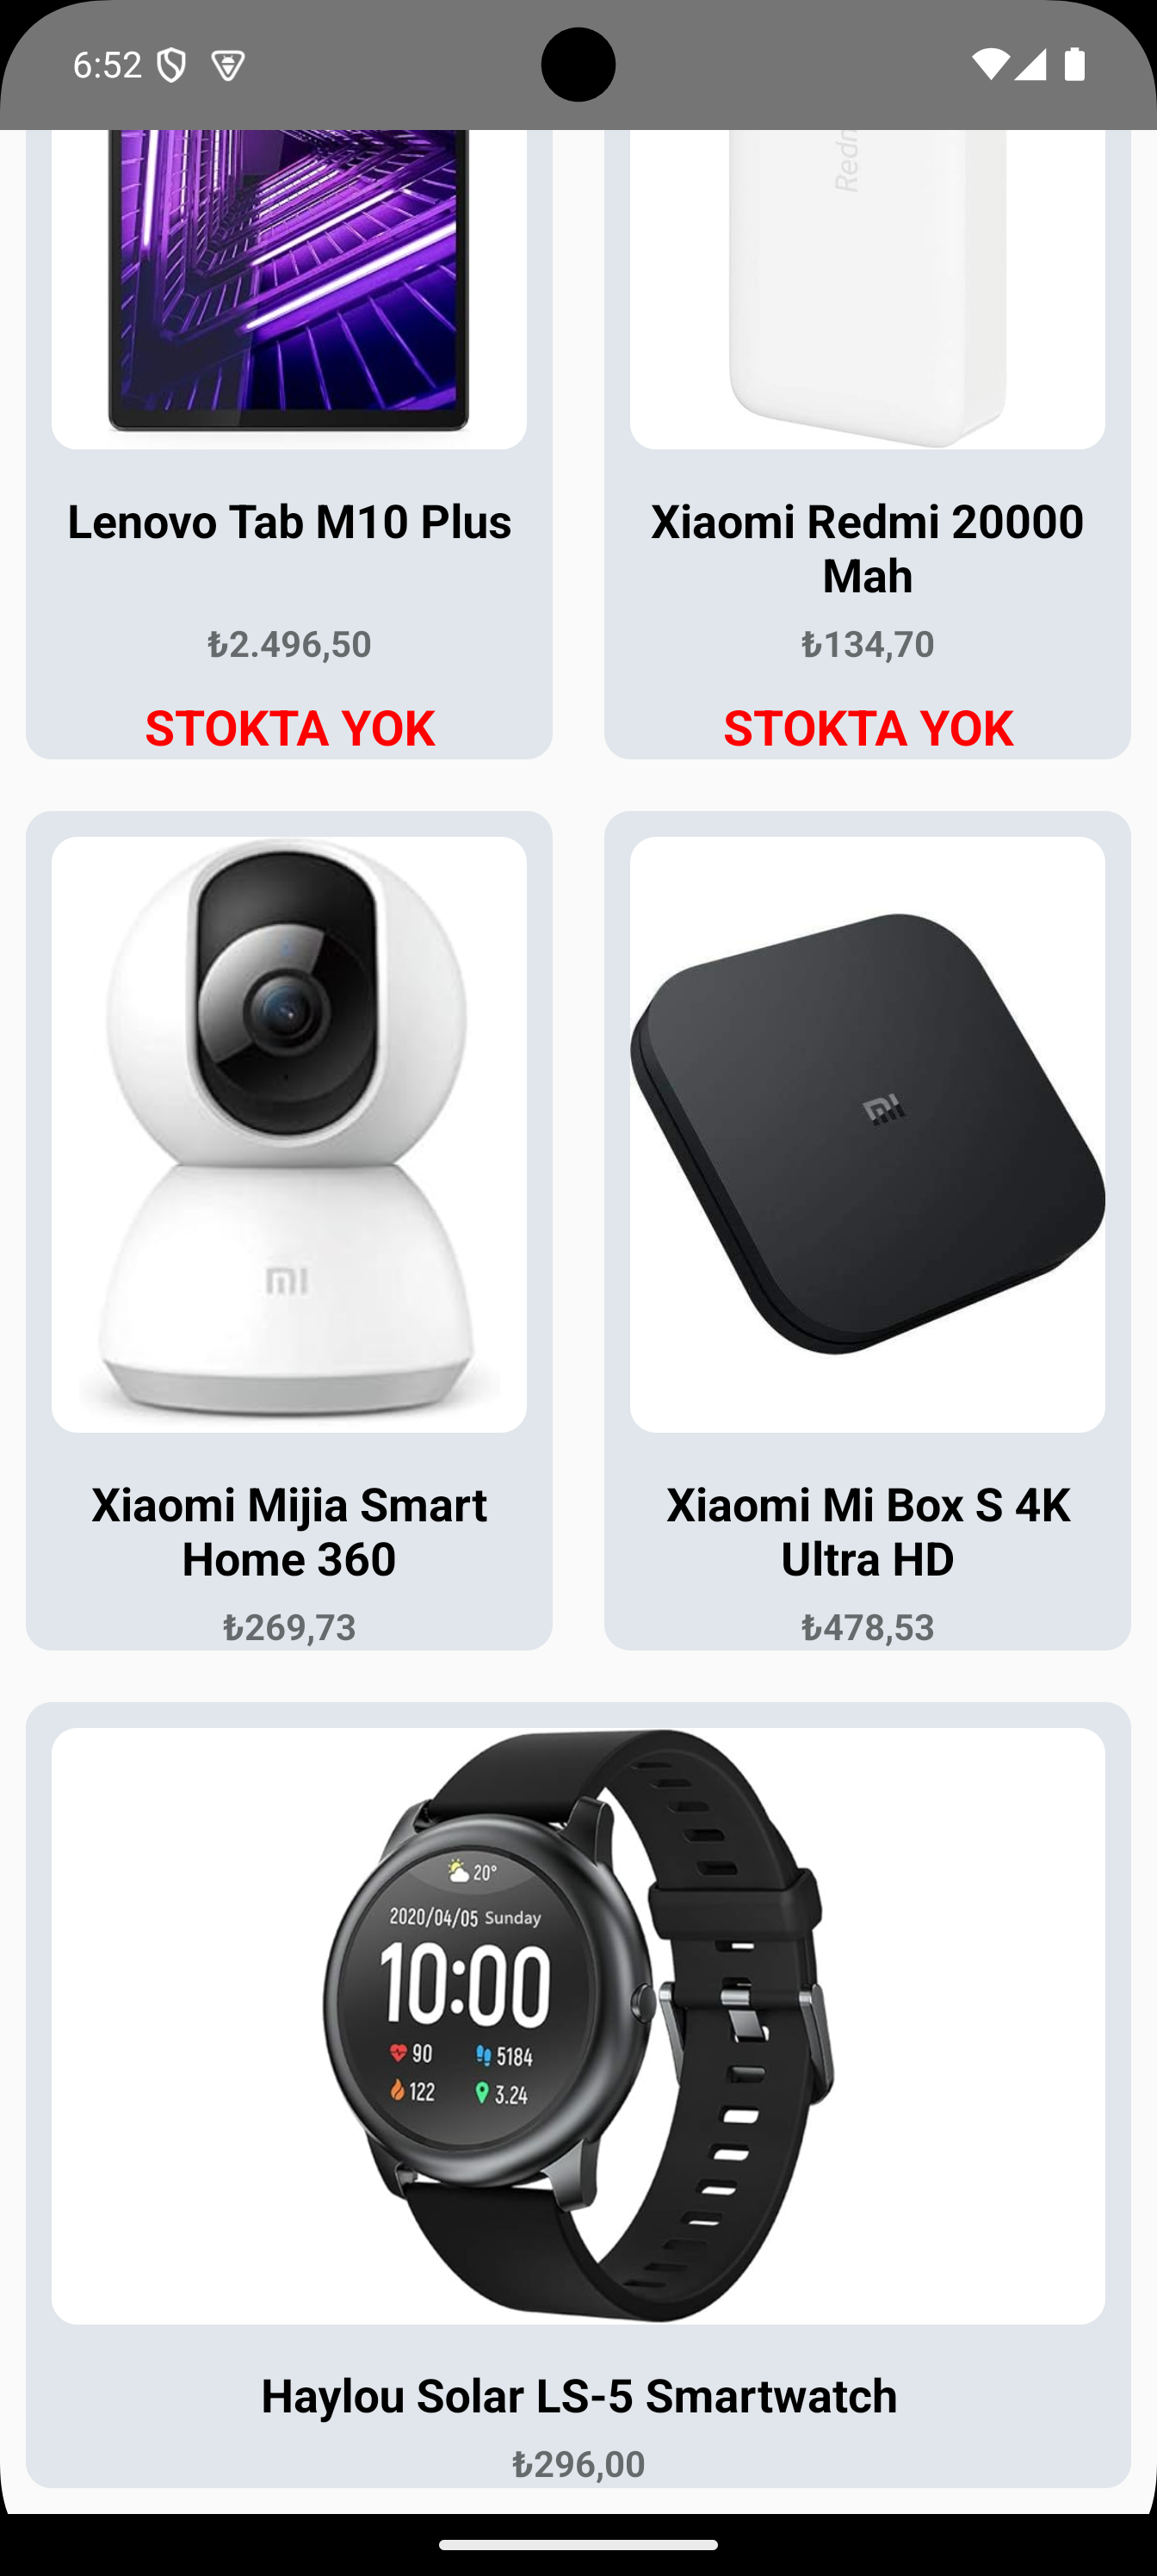 6:52
Redm
Lenovo Tab M10 Plus
₺2.496,50
STOKTA YOK
Xiaomi Redmi 20000
Mah
₺134,70
STOKTA YOK
mi
Xiaomi Mijia Smart
Home 360
₺269,73
mi
Xiaomi Mi Box S 4K
Ultra HD
₺478,53
20°
2020/04/05 Sunday
10:00
90 5184
122 3.24
Haylou Solar LS-5 Smartwatch
₺296,00